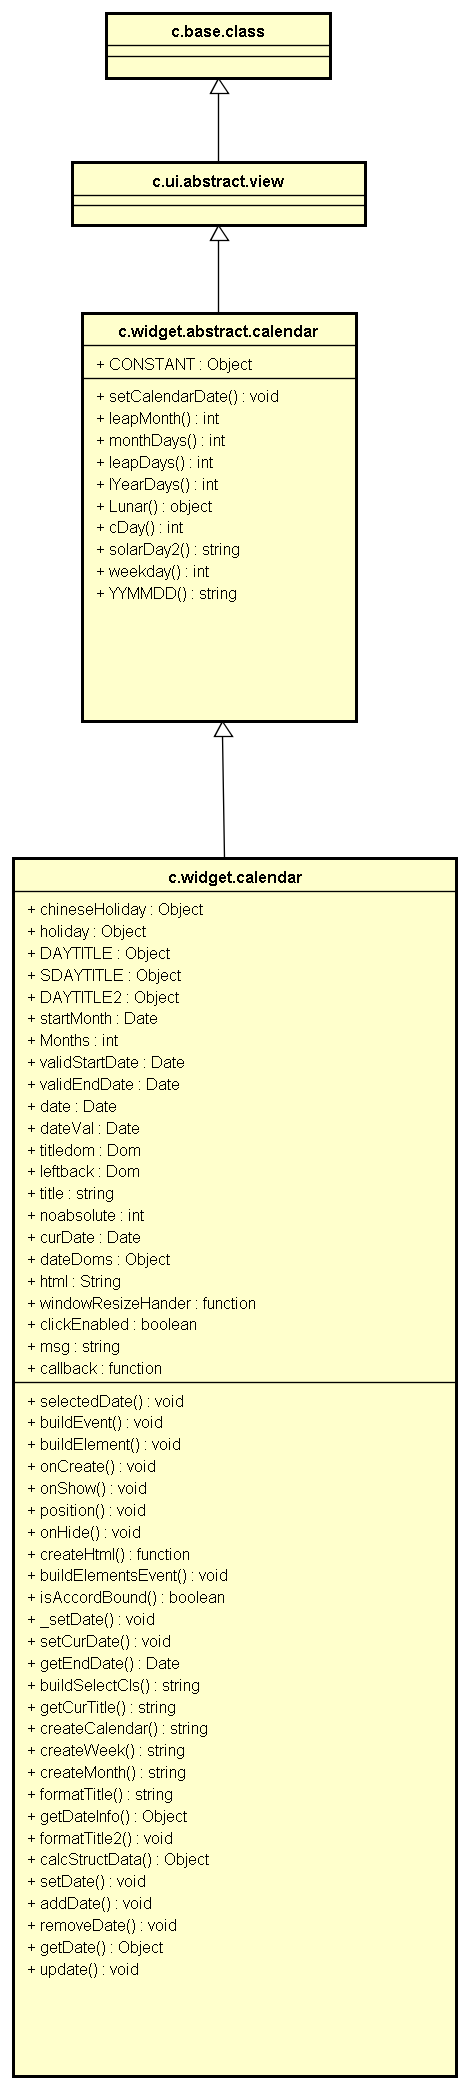 c.base.class
c.ui.abstract.view
c.widget.abstract.calendar
+ CONSTANT : Object
+ setCalendarDate() : void
+ leapMonth() : int
+ monthDays() : int
+ leapDays() : int
+ lYearDays() : int
+ Lunar() : object
+ cDay() : int
+ solarDay2() : string
+ weekday() : int
+ YYMMDD() : string
c.widget.calendar
+ chineseHoliday : Object
+ holiday : Object
+ DAYTITLE : Object
+ SDAYTITLE : Object
+ DAYTITLE2 : Object
+ startMonth : Date
+ Months : int
+ validStartDate : Date
+ validEndDate : Date
+ date : Date
+ dateVal : Date
+ titledom : Dom
+ leftback : Dom
+ title : string
+ noabsolute : int
+ curDate : Date
+ dateDoms : Object
+ html : String
+ windowResizeHander : function
+ clickEnabled : boolean
+ msg : string
+ callback : function
+ selectedDate() : void
+ buildEvent() : void
+ buildElement() : void
+ onCreate() : void
+ onShow() : void
+ position() : void
+ onHide() : void
+ createHtml() : function
+ buildElementsEvent() : void
+ isAccordBound() : boolean
+ _setDate() : void
+ setCurDate() : void
+ getEndDate() : Date
+ buildSelectCls() : string
+ getCurTitle() : string
+ createCalendar() : string
+ createWeek() : string
+ createMonth() : string
+ formatTitle() : string
+ getDateInfo() : Object
+ formatTitle2() : void
+ calcStructData() : Object
+ setDate() : void
+ addDate() : void
+ removeDate() : void
+ getDate() : Object
+ update() : void